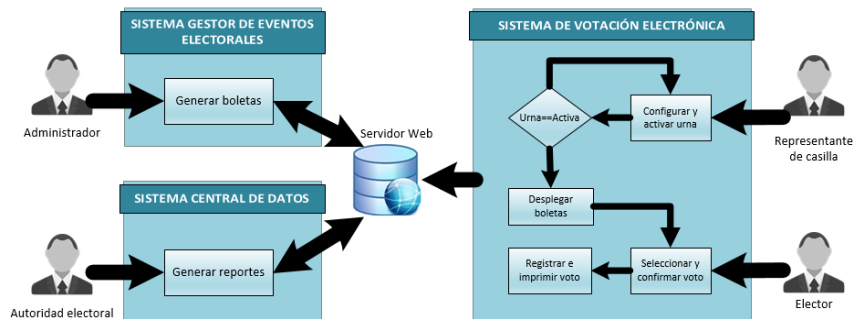 SISTEMA GESTOR DE EVENTOS
ELECTORALES
Generar boletas
Administrador
SISTEMA CENTRAL DE DATOS
Generar reportes
Autoridad electoral
Servidor Web
SISTEMA DE VOTACIÓN ELECTRÓNICA
Urna==Activa
Configurar y
activar urna
Representante
de casilla
Desplegar
boletas
Registrar e
imprimir voto
Seleccionar y
confirmar voto
Elector